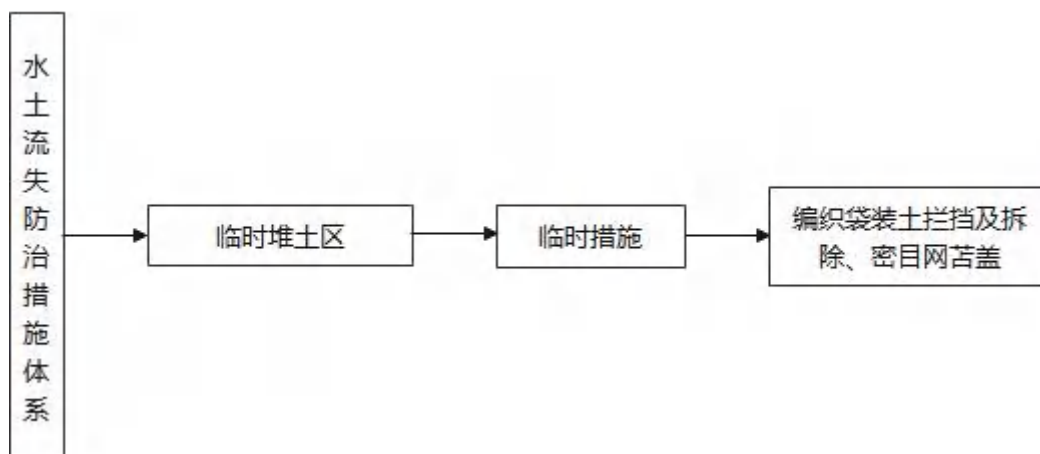 水土流失防治措施体系
临时堆土区
临时措施
编织袋装土拦挡及拆
除、密目网苫盖